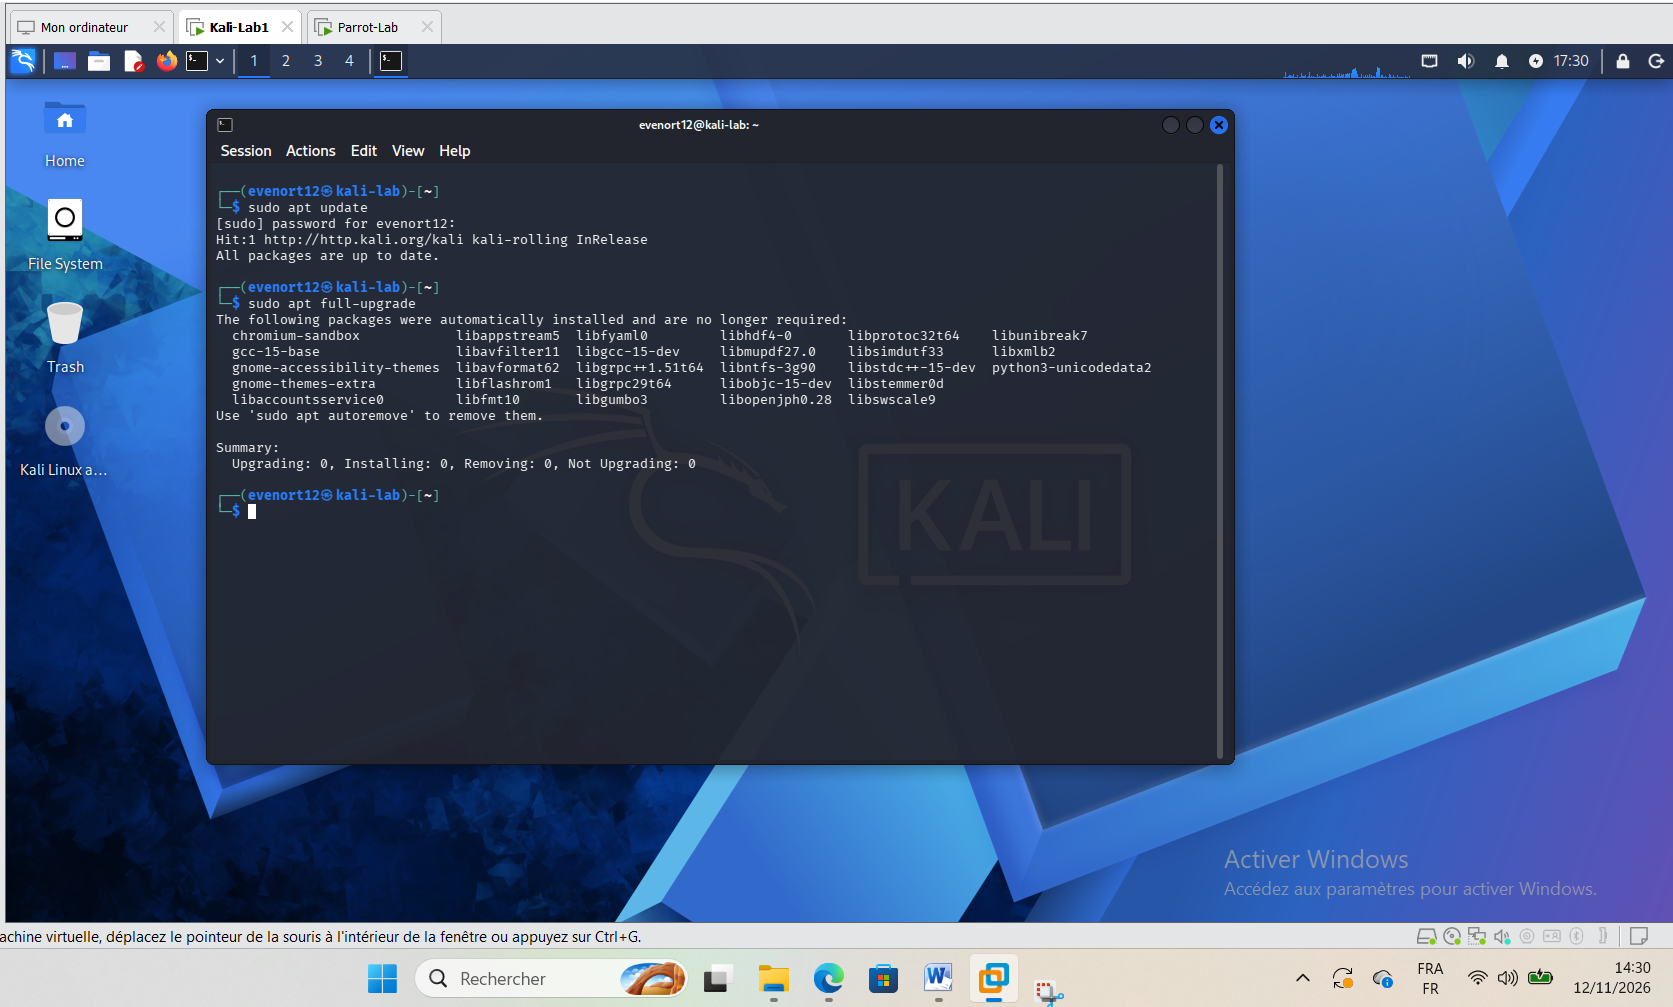 Mon ordinateur
Kali-Lab1
Parrot-Lab
1 2 3 4
17:30
Home
File System
Trash
Kali Linux a...
evenort12@kali-lab: ~
Session Actions Edit View Help
┌──(evenort12㉿kali-lab)-[~]
└─$ sudo apt update
[sudo] password for evenort12:
Hit:1 http://http.kali.org/kali kali-rolling InRelease
All packages are up to date.
┌──(evenort12㉿kali-lab)-[~]
└─$ sudo apt full-upgrade
The following packages were automatically installed and are no longer required:
chromium-sandbox libappstream5 libfyaml0 libhdf4-0 libprotoc32t64 libunibreak7
gcc-15-base libavfilter11 libgcc-15-dev libmupdf27.0 libsimdutf33 libxmlb2
gnome-accessibility-themes libavformat62 libgrpc++1.51t64 libntfs-3g90 libstdc++-15-dev python3-unicodedata2
gnome-themes-extra libflashrom1 libgrpc29t64 libobjc-15-dev libstemmer0d
libaccountsservice0 libfmt10 libgumbo3 libopenjph0.28 libswscale9
Use 'sudo apt autoremove' to remove them.
Summary:
Upgrading: 0, Installing: 0, Removing: 0, Not Upgrading: 0
┌──(evenort12㉿kali-lab)-[~]
└─$
KALI
Activer Windows
Accédez aux paramètres pour activer Windows.
achine virtuelle, déplacez le pointeur de la souris à l'intérieur de la fenêtre ou appuyez sur Ctrl+G.
Rechercher
FRA
FR
14:30
12/11/2026